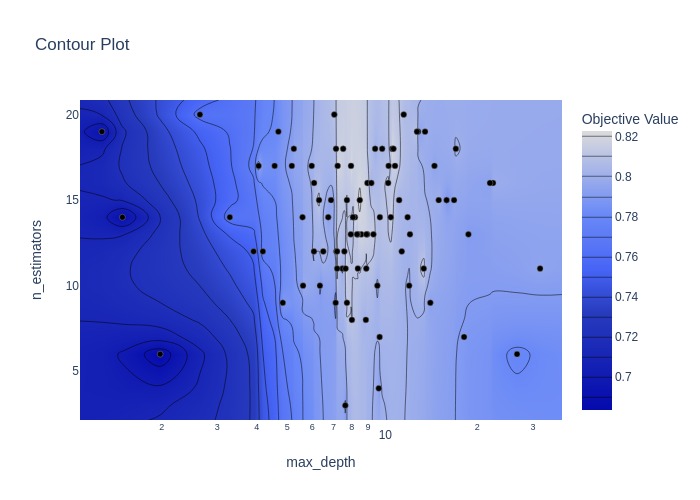 Contour Plot
Objective Value
20
15
10
5
n_estimators
0.82
0.8
0.78
0.76
0.74
0.72
0.7
2 3 4 5 6 7 8 9 10 2 3
max_depth